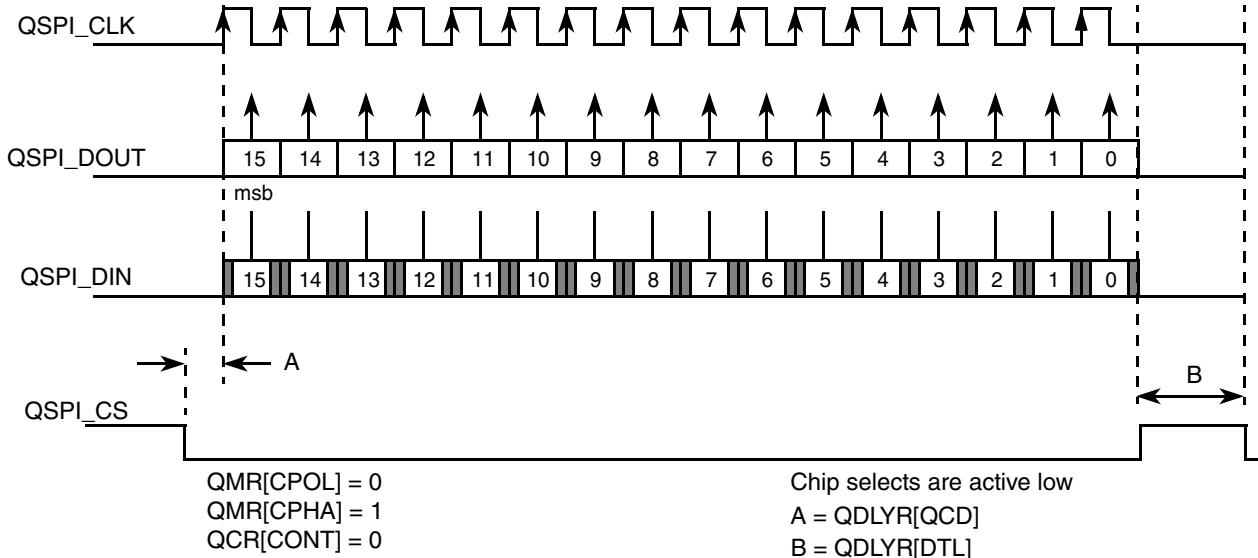 QSPI_CLK
QSPI_DOUT
15 14 13 12 11 10 9 8 7 6 5 4 3 2 1 0
msb
QSPI_DIN
15 14 13 12 11 10 9 8 7 6 5 4 3 2 1 0
A
B
QSPI_CS
QMR[CPOL] = 0
QMR[CPHA] = 1
QCR[CONT] = 0
Chip selects are active low
A = QDLYR[QCD]
B = QDLYR[DTL]